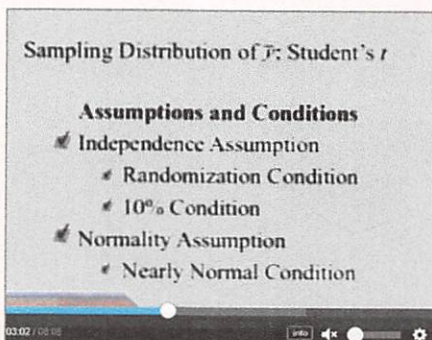 Sampling Distribution of y̅: Student's t
Assumptions and Conditions
Independence Assumption
Randomization Condition
10% Condition
Normality Assumption
Nearly Normal Condition
03:02 / 08:08
info